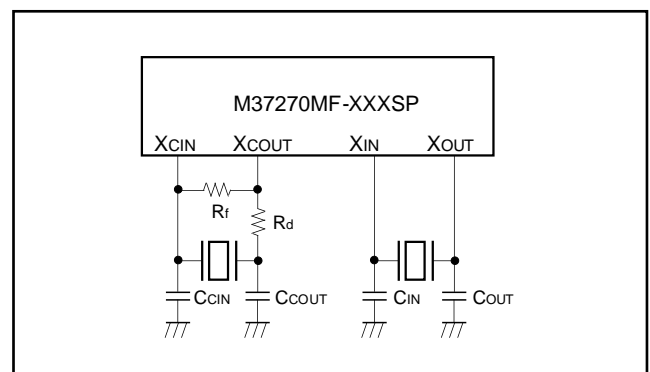 M37270MF-XXXSP
XCIN XCOUT XIN XOUT
Rf
Rd
CCIN CCOUT CIN COUT